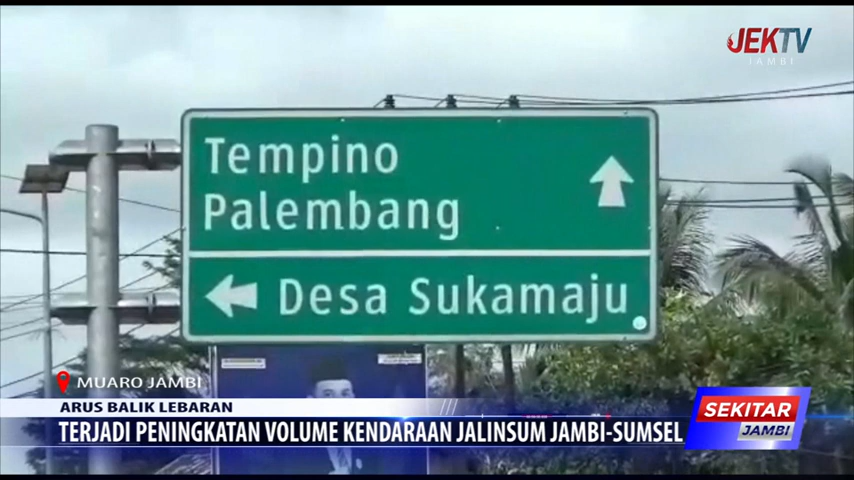 JEKTV
JAMBI
Tempino
Palembang
Desa Sukamaju
MUARO JAMBI
ARUS BALIK LEBARAN
TERJADI PENINGKATAN VOLUME KENDARAAN JALINSUM JAMBI-SUMSEL
SEKITAR
JAMBI